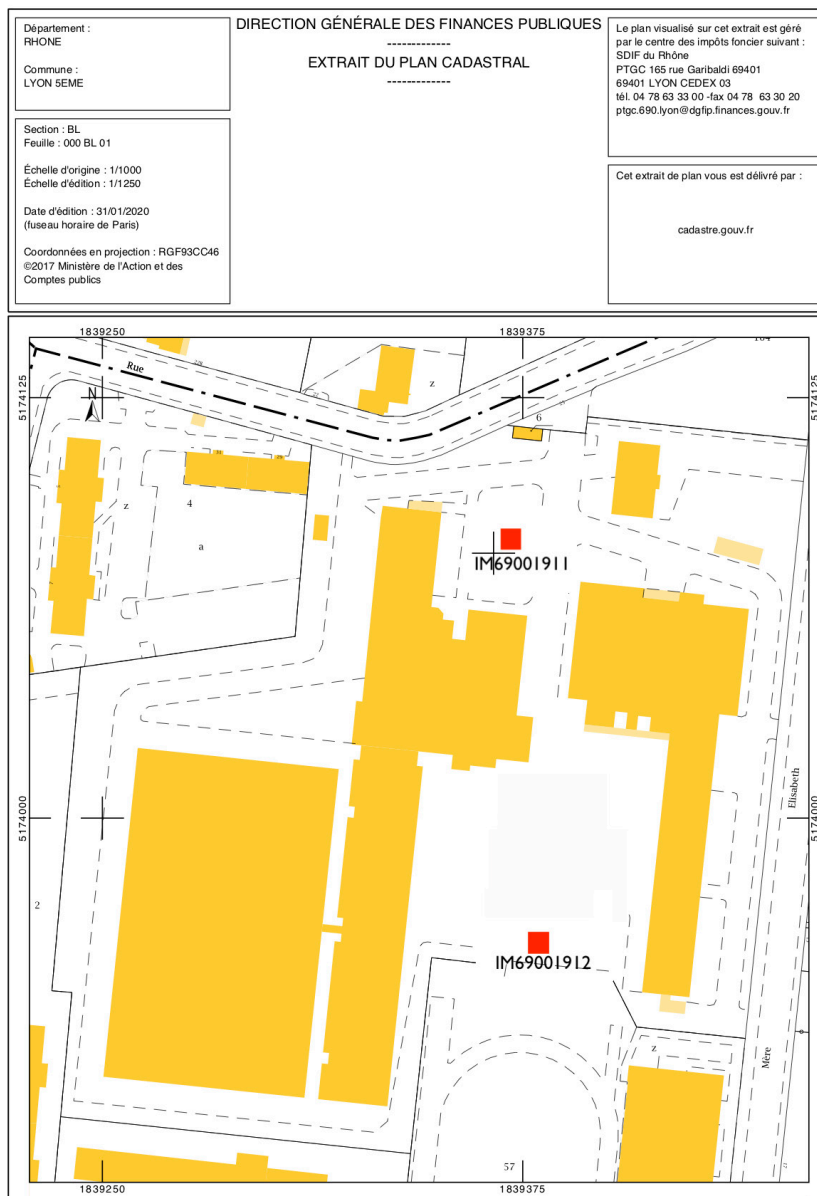 Département :
RHONE
Commune :
LYON 5EME
Section : BL
Feuille : 000 BL 01
Échelle d'origine : 1/1000
Échelle d'édition : 1/1250
Date d'édition : 31/01/2020
(fuseau horaire de Paris)
Coordonnées en projection : RGF93CC46
©2017 Ministère de l'Action et des
Comptes publics
DIRECTION GÉNÉRALE DES FINANCES PUBLIQUES
-------------
EXTRAIT DU PLAN CADASTRAL
-------------
Le plan visualisé sur cet extrait est géré
par le centre des impôts foncier suivant :
SDIF du Rhône
PTGC 165 rue Garibaldi 69401
69401 LYON CEDEX 03
tél. 04 78 63 33 00 -fax 04 78 63 30 20
ptgc.690.lyon@dgfip.finances.gouv.fr
Cet extrait de plan vous est délivré par :
cadastre.gouv.fr
1839250
1839375
5174125
5174125
Rue
N
z
6
z
4
a
IM69001911
5174000
5174000
Elisabeth
2
IM69001912
Mère
z
57
1839250
1839375